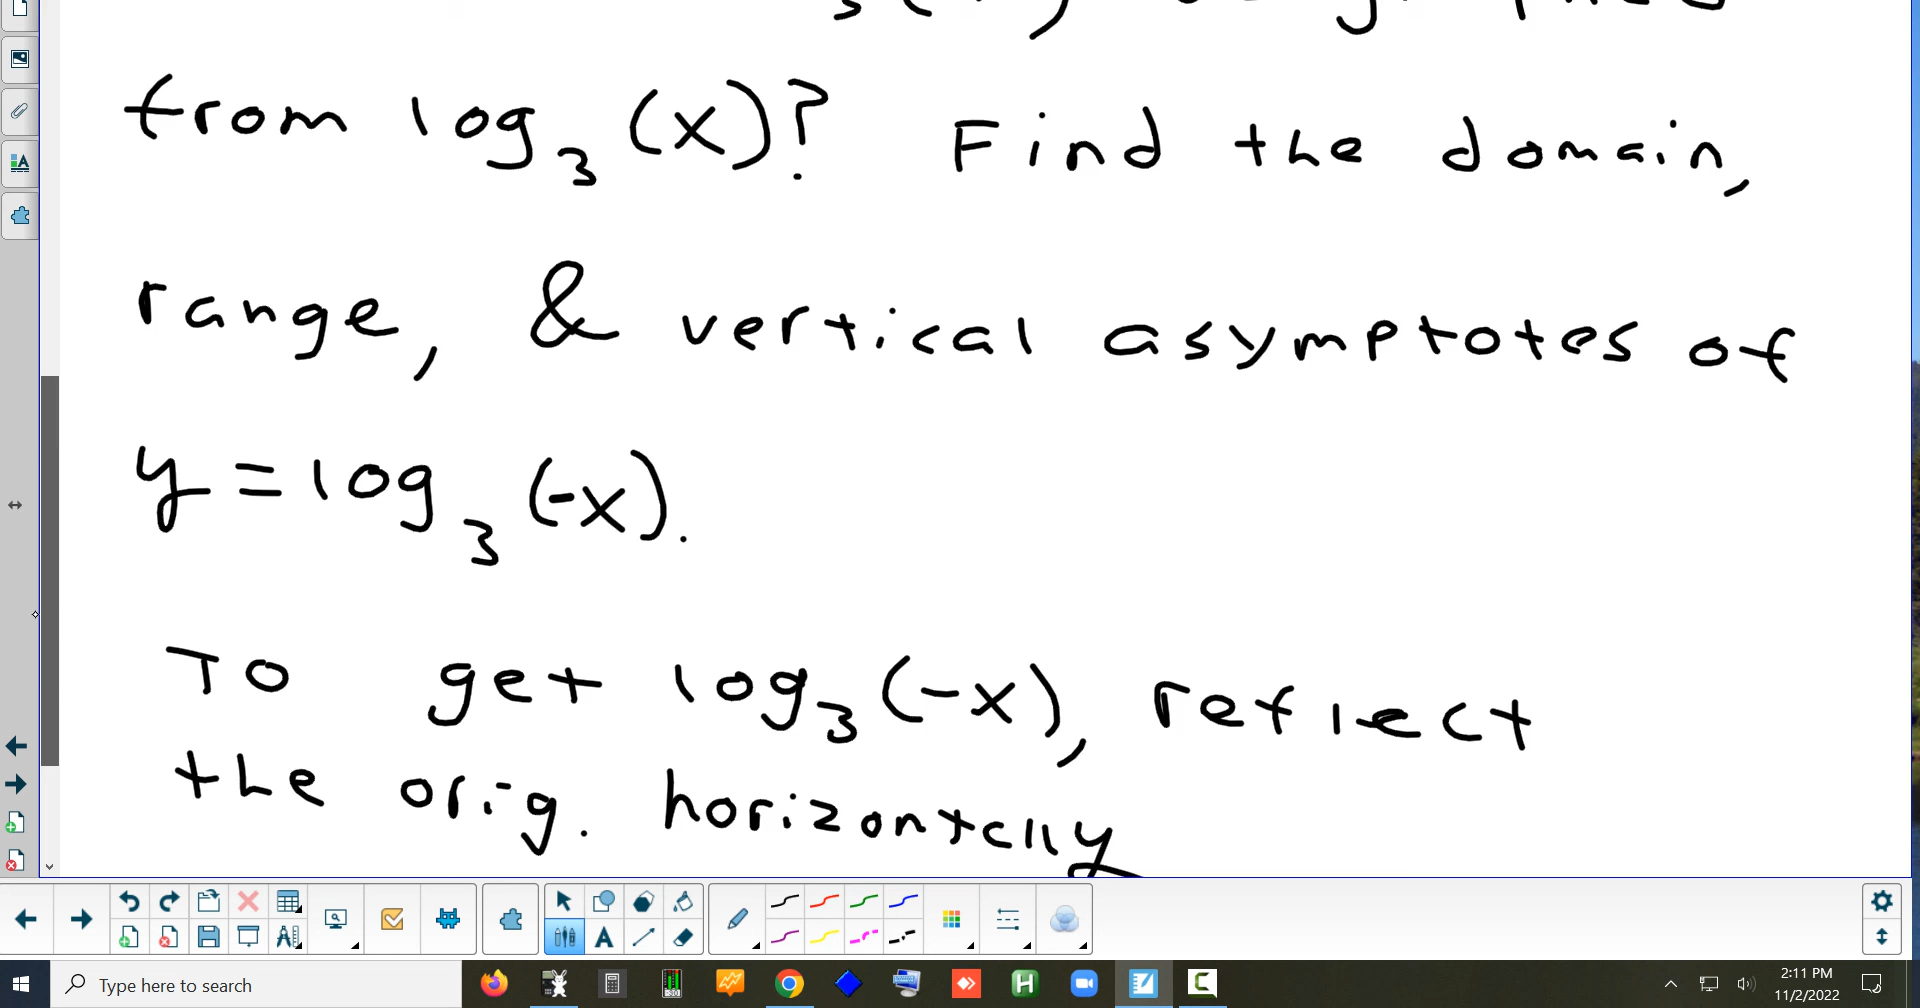 from log₃(x)? Find the domain,
range, & vertical asymptotes of
y = log₃(-x).
To get log₃(-x), reflect
the orig. horizontally
Type here to search
2:11 PM
11/2/2022